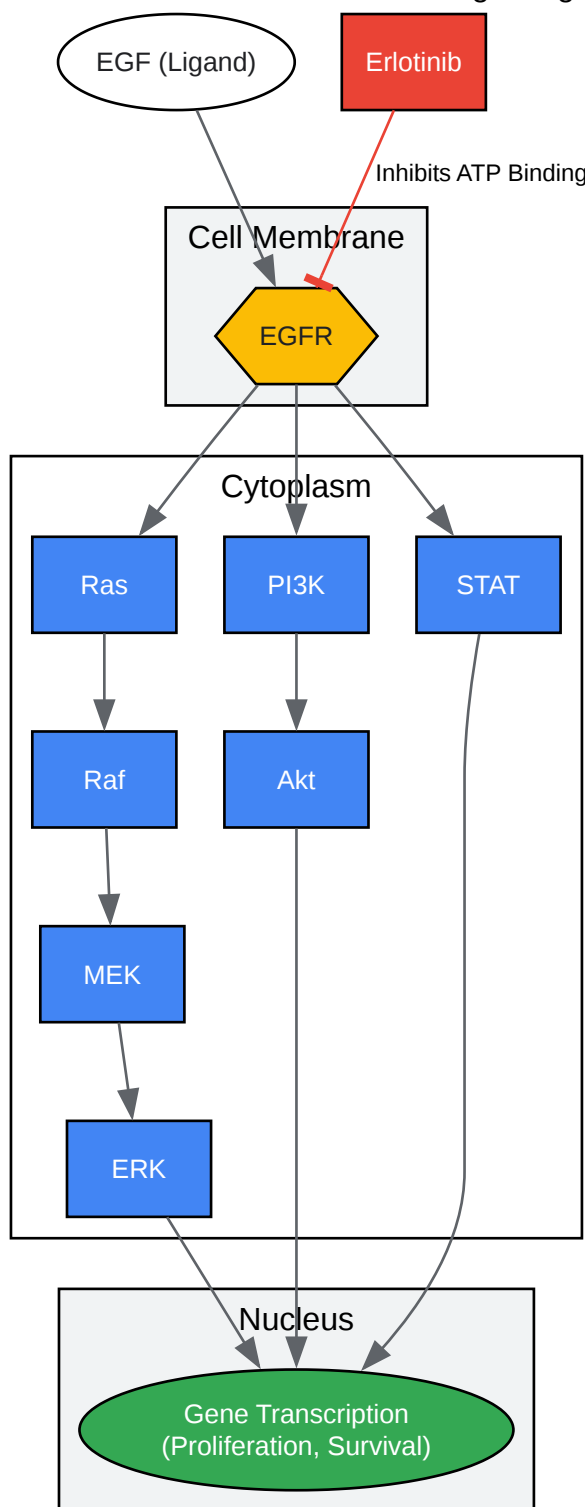 EGF (Ligand)
Erlotinib
Inhibits ATP Binding
Cell Membrane
EGFR
Cytoplasm
Ras
PI3K
STAT
Raf
Akt
MEK
ERK
Nucleus
Gene Transcription
(Proliferation, Survival)